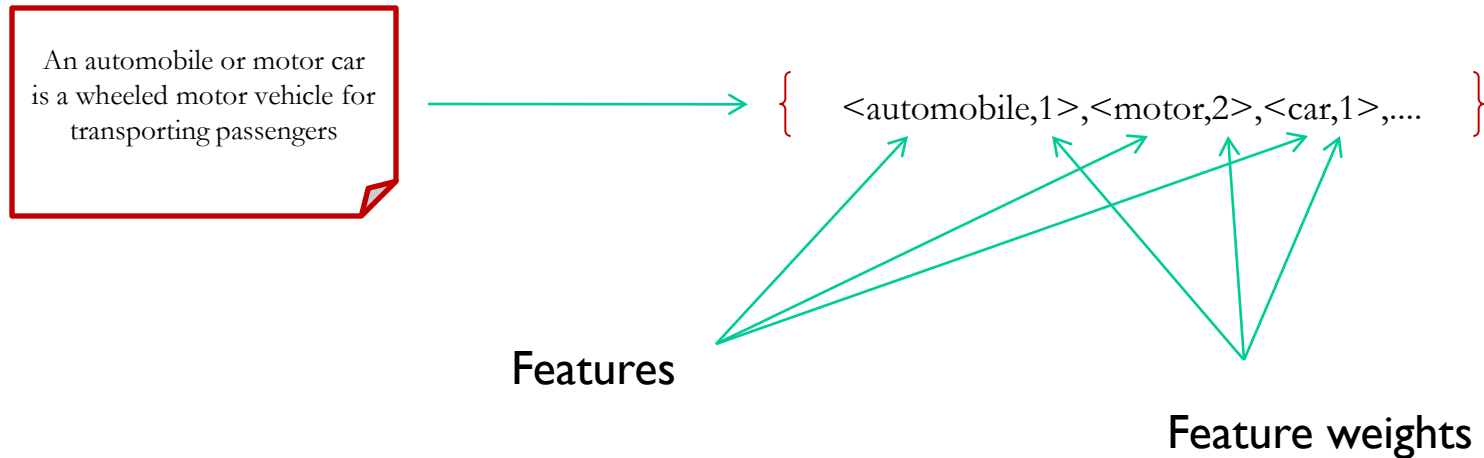 An automobile or motor car
is a wheeled motor vehicle for
transporting passengers
{ <automobile,1>,<motor,2>,<car,1>,.... }
Features
Feature weights